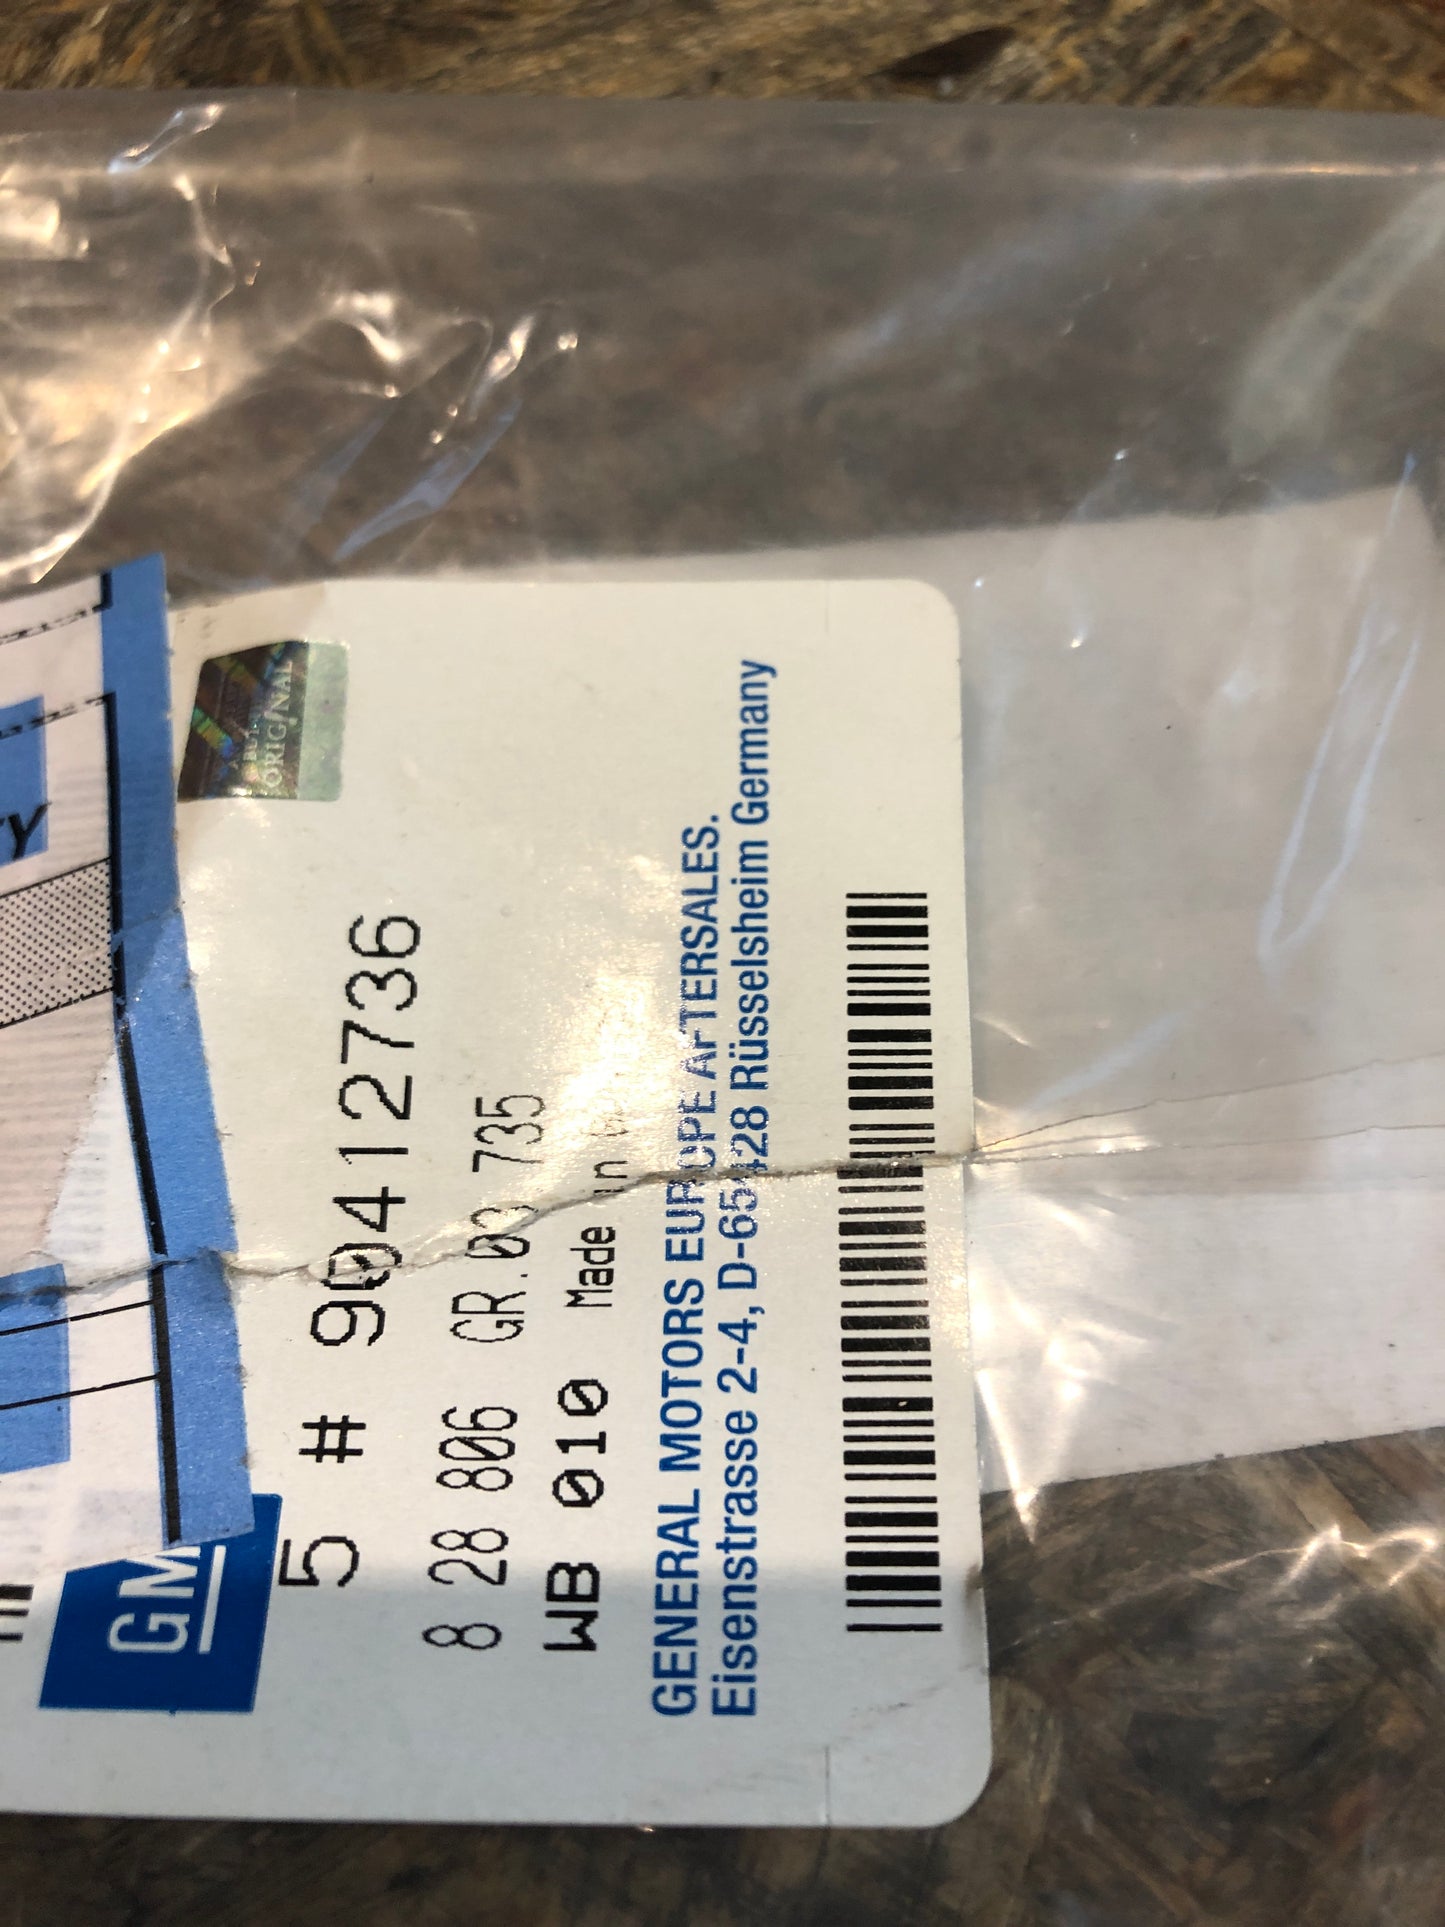 GM
ORIGINAL
5 # 90412736
8 28 806 GR.03 735
WB 010 Made in
GENERAL MOTORS EUROPE AFTERSALES.
Eisenstrasse 2-4, D-65428 Rüsselsheim Germany